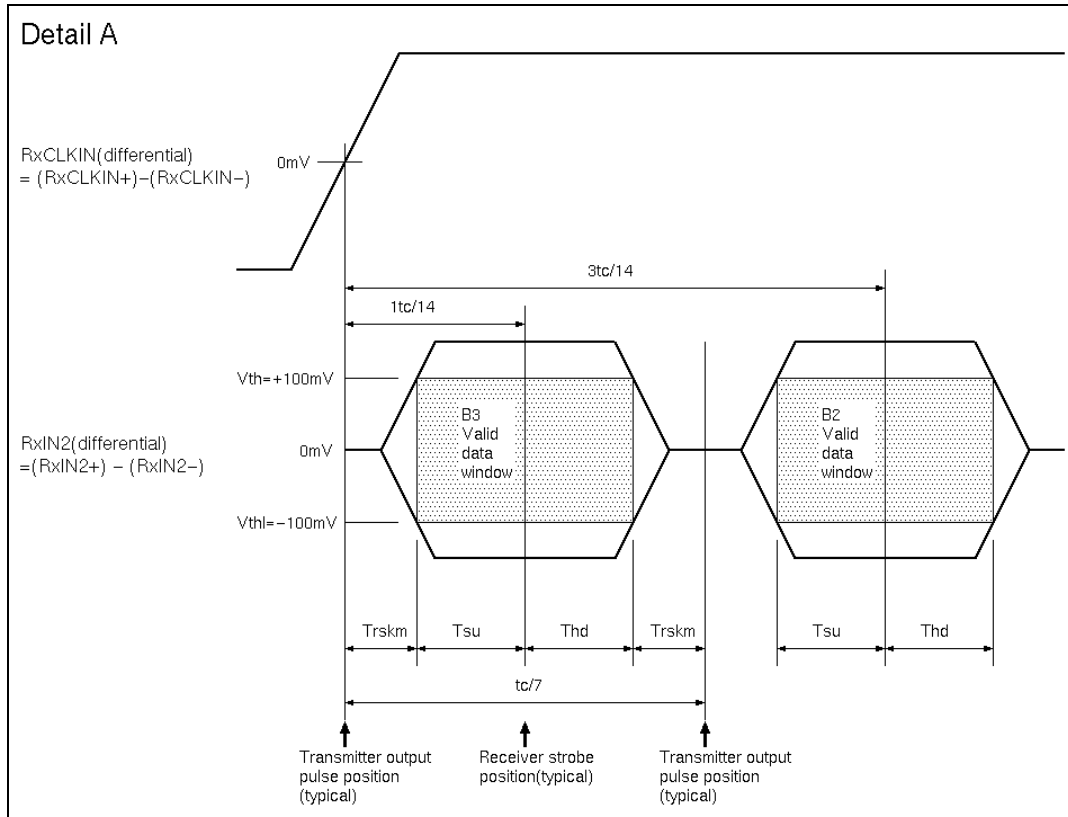 Detail A
RxCLKIN(differential)
= (RxCLKIN+)−(RxCLKIN−)
0mV
3tc/14
1tc/14
Vth=+100mV
B3
Valid
data
window
B2
Valid
data
window
RxIN2(differential)
=(RxIN2+) − (RxIN2−)
0mV
Vthl=−100mV
Trskm
Tsu
Thd
Trskm
Tsu
Thd
tc/7
Transmitter output
pulse position
(typical)
Receiver strobe
position(typical)
Transmitter output
pulse position
(typical)